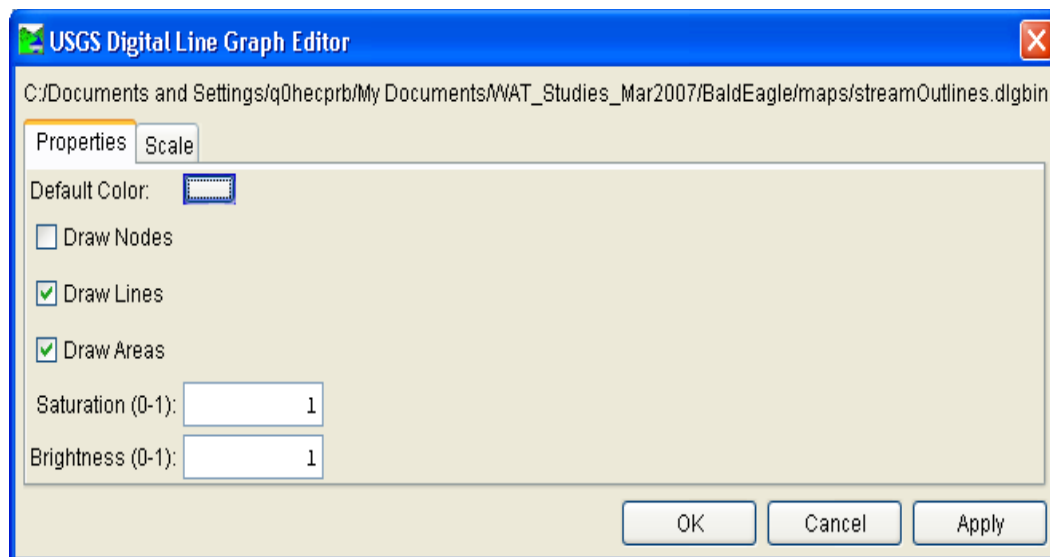 USGS Digital Line Graph Editor
C:/Documents and Settings/q0hecprb/My Documents/WAT_Studies_Mar2007/BaldEagle/maps/streamOutlines.dlgbin
Properties Scale
Default Color:
Draw Nodes
Draw Lines
Draw Areas
Saturation (0-1): 1
Brightness (0-1): 1
OK Cancel Apply